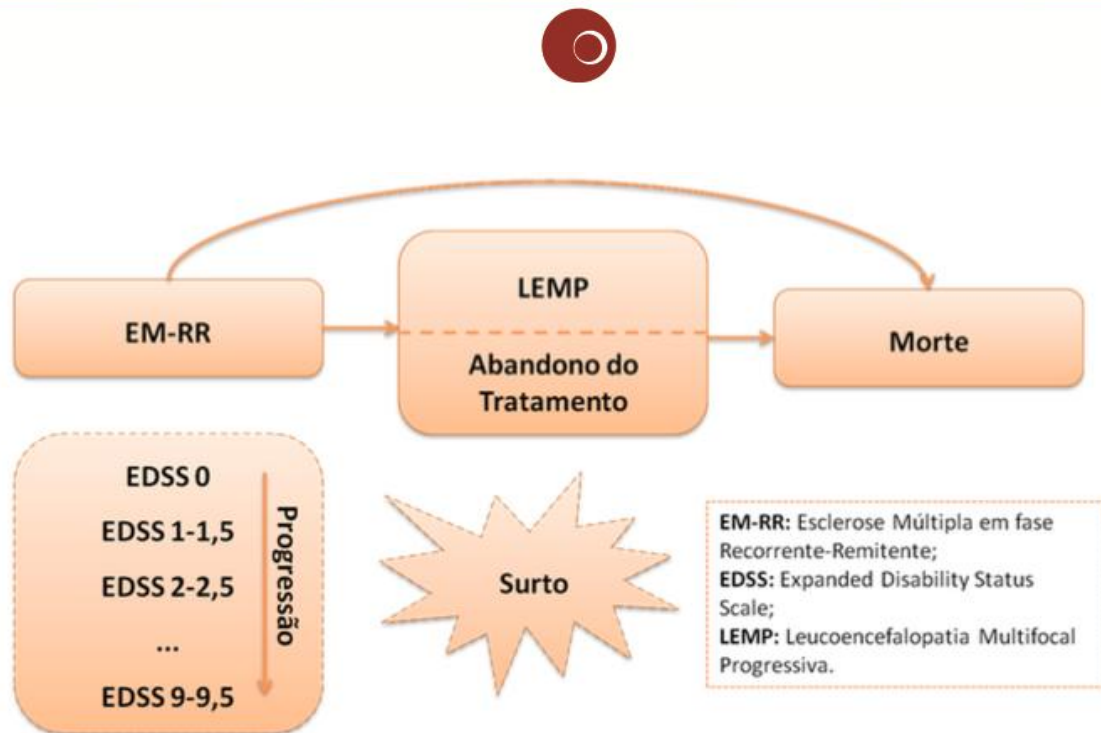 EM-RR
LEMP
Abandono do
Tratamento
Morte
EDSS 0
EDSS 1-1,5
EDSS 2-2,5
...
EDSS 9-9,5
Progressão
Surto
EM-RR: Esclerose Múltipla em fase
Recorrente-Remitente;
EDSS: Expanded Disability Status
Scale;
LEMP: Leucoencefalopatia Multifocal
Progressiva.